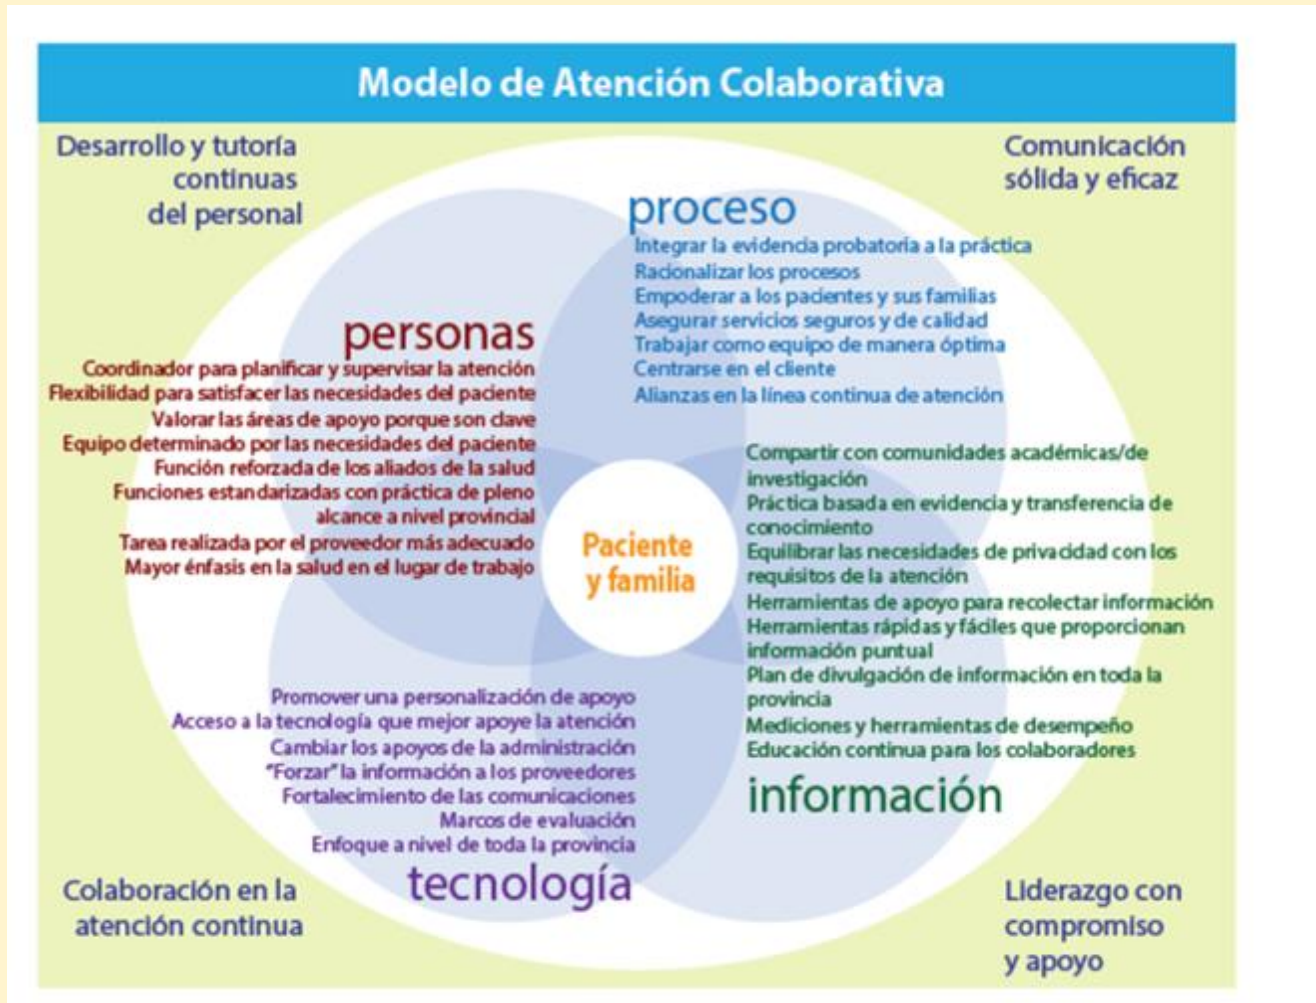 Modelo de Atención Colaborativa
Desarrollo y tutoría
continuas
del personal
Comunicación
sólida y eficaz
proceso
Integrar la evidencia probatoria a la práctica
Racionalizar los procesos
Empoderar a los pacientes y sus familias
Asegurar servicios seguros y de calidad
Trabajar como equipo de manera óptima
Centrarse en el cliente
Alianzas en la línea continua de atención
personas
Coordinador para planificar y supervisar la atención
Flexibilidad para satisfacer las necesidades del paciente
Valorar las áreas de apoyo porque son clave
Equipo determinado por las necesidades del paciente
Función reforzada de los aliados de la salud
Funciones estandarizadas con práctica de pleno
alcance a nivel provincial
Tarea realizada por el proveedor más adecuado
Mayor énfasis en la salud en el lugar de trabajo
Paciente
y familia
Compartir con comunidades académicas/de
investigación
Práctica basada en evidencia y transferencia de
conocimiento
Equilibrar las necesidades de privacidad con los
requisitos de la atención
Herramientas de apoyo para recolectar información
Herramientas rápidas y fáciles que proporcionan
información puntual
Plan de divulgación de información en toda la
provincia
Mediciones y herramientas de desempeño
Educación continua para los colaboradores
información
Promover una personalización de apoyo
Acceso a la tecnología que mejor apoye la atención
Cambiar los apoyos de la administración
"Forzar" la información a los proveedores
Fortalecimiento de las comunicaciones
Marcos de evaluación
Enfoque a nivel de toda la provincia
tecnología
Colaboración en la
atención continua
Liderazgo con
compromiso
y apoyo